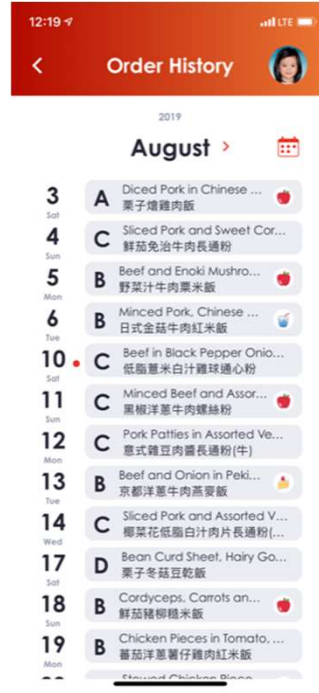 12:19
LTE
Order History
2019
August
3
Sat
A
Diced Pork in Chinese ...
栗子燴雞肉飯
4
Sun
C
Sliced Pork and Sweet Cor...
鮮茄免治牛肉長通粉
5
Mon
B
Beef and Enoki Mushro...
野菜汁牛肉粟米飯
6
Tue
B
Minced Pork, Chinese ...
日式金菇牛肉紅米飯
10
Sat
C
Beef in Black Pepper Onio...
低脂薏米白汁雞球通心粉
11
Sun
C
Minced Beef and Assor...
黑椒洋蔥牛肉螺絲粉
12
Mon
C
Pork Patties in Assorted Ve...
意式雜豆肉醬長通粉(牛)
13
Tue
B
Beef and Onion in Peki...
京都洋蔥牛肉燕麥飯
14
Wed
C
Sliced Pork and Assorted V...
椰菜花低脂白汁肉片長通粉(...
17
Sat
D
Bean Curd Sheet, Hairy Go...
栗子冬菇豆乾飯
18
Sun
B
Cordyceps, Carrots an...
鮮茄豬柳糙米飯
19
Mon
B
Chicken Pieces in Tomato, ...
蕃茄洋蔥薯仔雞肉紅米飯